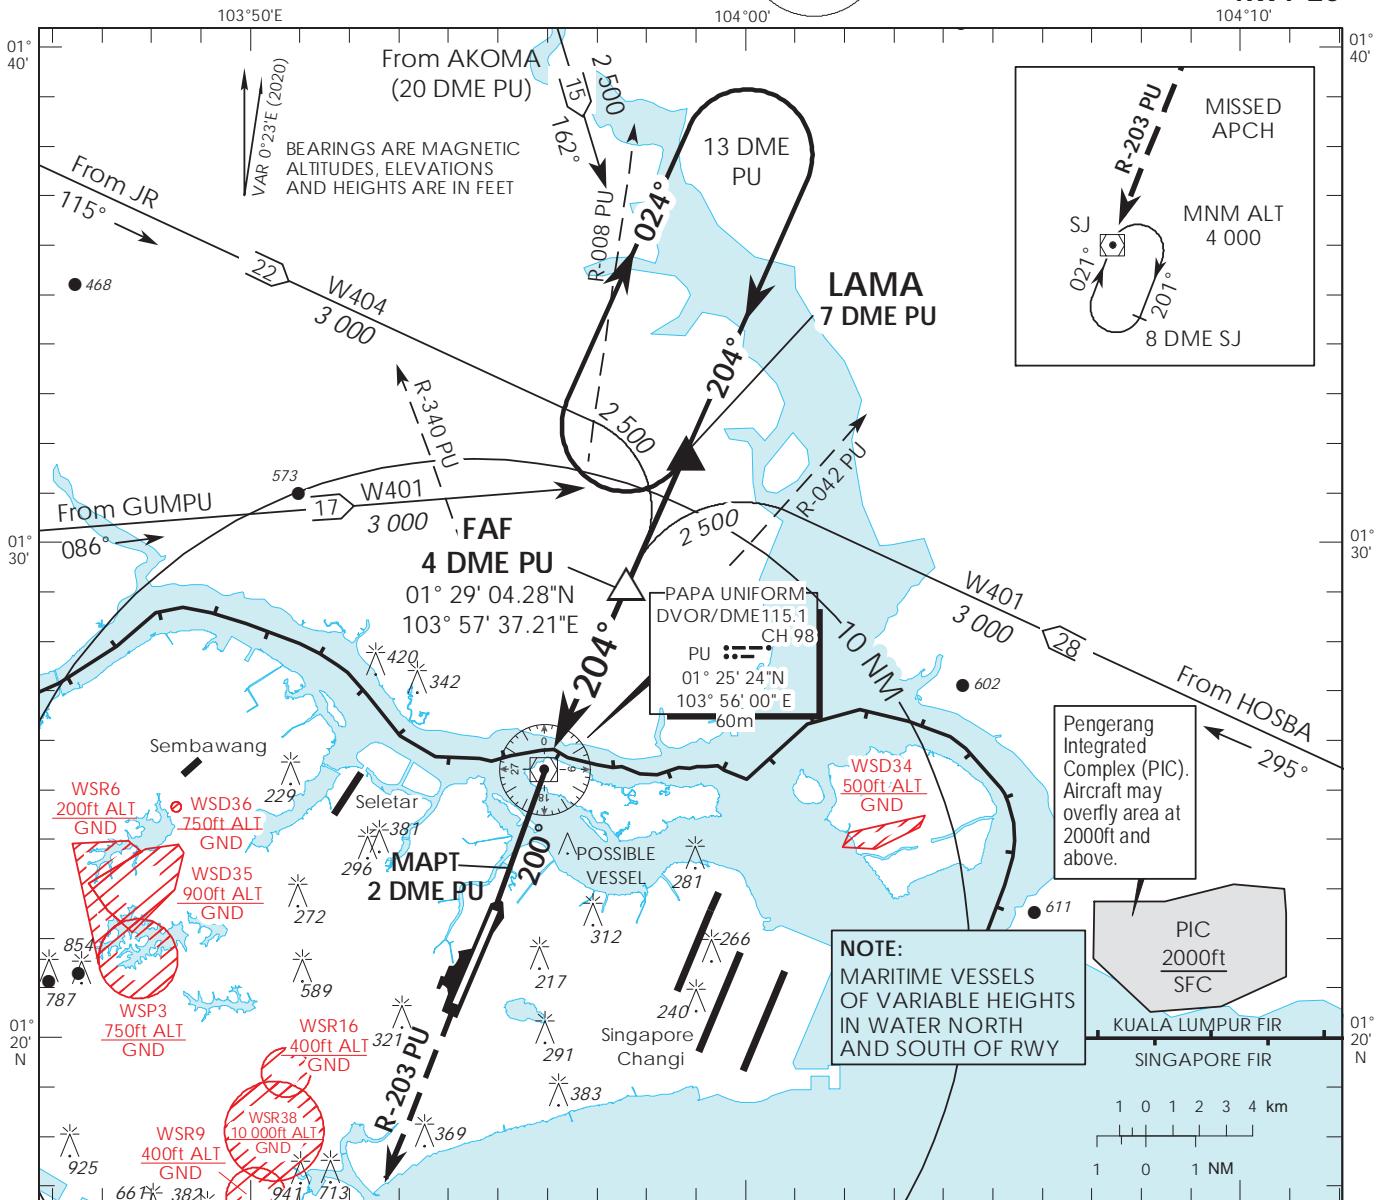 103°50'E
104°00'
104°10'
01°
40'
01°
40'
From AKOMA
(20 DME PU)
15
2 500
162°
VAR 0°23'E (2020)
BEARINGS ARE MAGNETIC
ALTITUDES, ELEVATIONS
AND HEIGHTS ARE IN FEET
13 DME
PU
R-203 PU
MISSED
APCH
SJ
MNM ALT
4 000
021°
201°
8 DME SJ
From JR
115°
22
W404
3 000
R-008 PU
024°
468
LAMA
7 DME PU
204°
R-340 PU
2 500
573
From GUMPU
086°
17
W401
3 000
R-042 PU
2 500
01°
30'
01°
30'
FAF
4 DME PU
01° 29' 04.28"N
103° 57' 37.21"E
PAPA UNIFORM
DVOR/DME 115.1
CH 98
PU
01° 25' 24"N
103° 56' 00" E
60m
10 NM
W401
3 000
28
From HOSBA
295°
204°
420
342
602
Sembawang
229
Seletar
0
9
18
27
WSR6
200ft ALT
GND
WSD36
750ft ALT
GND
WSD34
500ft ALT
GND
Pengerang
Integrated
Complex (PIC).
Aircraft may
overfly area at
2000ft and
above.
381
296
MAPT
2 DME PU
200°
POSSIBLE
VESSEL
281
WSD35
900ft ALT
GND
272
312
611
854
787
266
217
589
240
PIC
2000ft
SFC
NOTE:
MARITIME VESSELS
OF VARIABLE HEIGHTS
IN WATER NORTH
AND SOUTH OF RWY
WSP3
750ft ALT
GND
WSR16
400ft ALT
GND
321
291
Singapore
Changi
KUALA LUMPUR FIR
SINGAPORE FIR
01°
20'
N
01°
20'
N
R-203 PU
383
369
WSR38
10 000ft ALT
GND
WSR9
400ft ALT
GND
925
661
382
941
713
1 0 1 2 3 4 km
1 0 1 NM